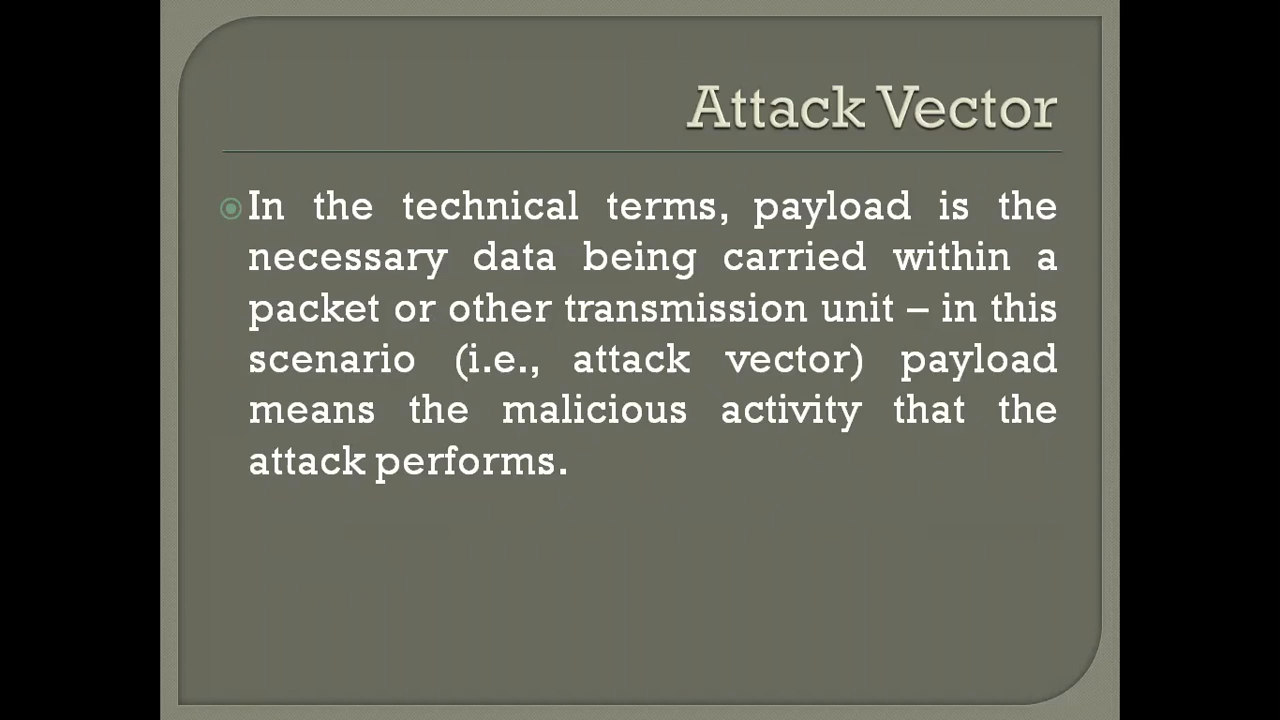 Attack Vector
In the technical terms, payload is the
necessary data being carried within a
packet or other transmission unit – in this
scenario (i.e., attack vector) payload
means the malicious activity that the
attack performs.